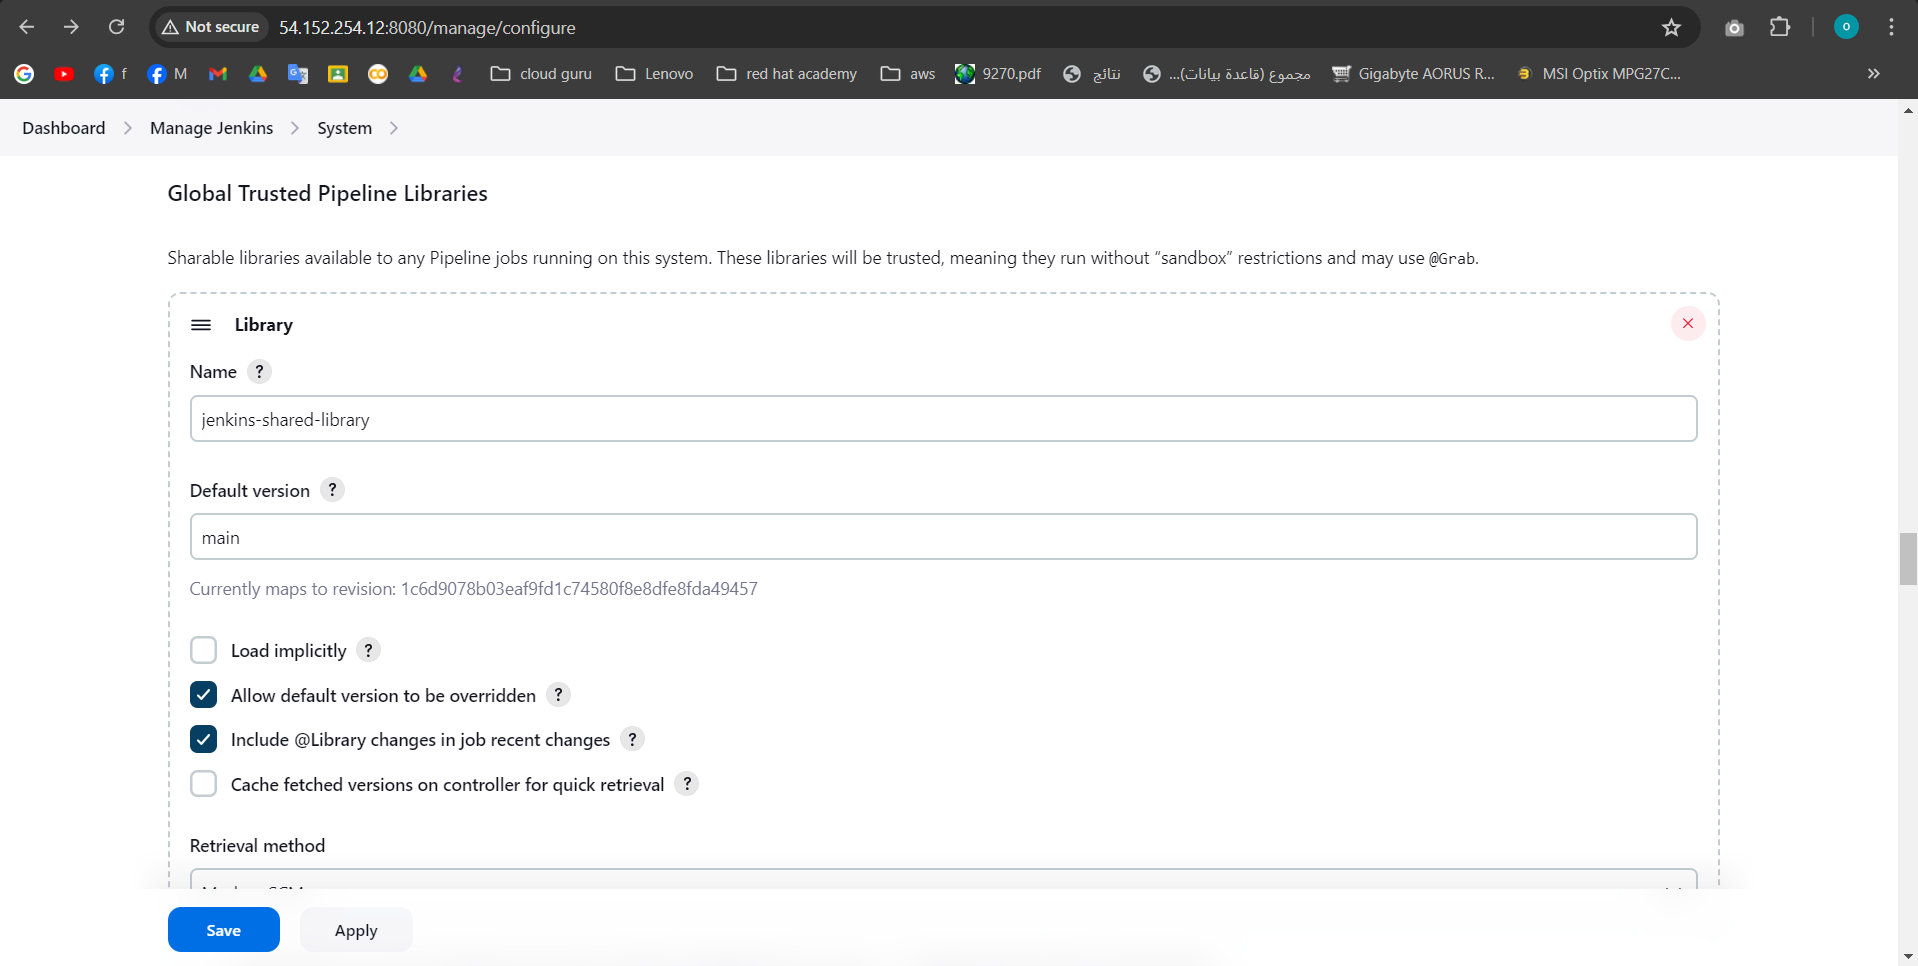 Not secure 54.152.254.12:8080/manage/configure o
f M cloud guru Lenovo red hat academy aws 9270.pdf نتائج مجموع (قاعدة بيانات)... Gigabyte AORUS R... MSI Optix MPG27C...
Dashboard Manage Jenkins System
Global Trusted Pipeline Libraries
Sharable libraries available to any Pipeline jobs running on this system. These libraries will be trusted, meaning they run without “sandbox” restrictions and may use @Grab.
Library
Name ?
jenkins-shared-library
Default version ?
main
Currently maps to revision: 1c6d9078b03eaf9fd1c74580f8e8dfe8fda49457
Load implicitly ?
Allow default version to be overridden ?
Include @Library changes in job recent changes ?
Cache fetched versions on controller for quick retrieval ?
Retrieval method
Save Apply